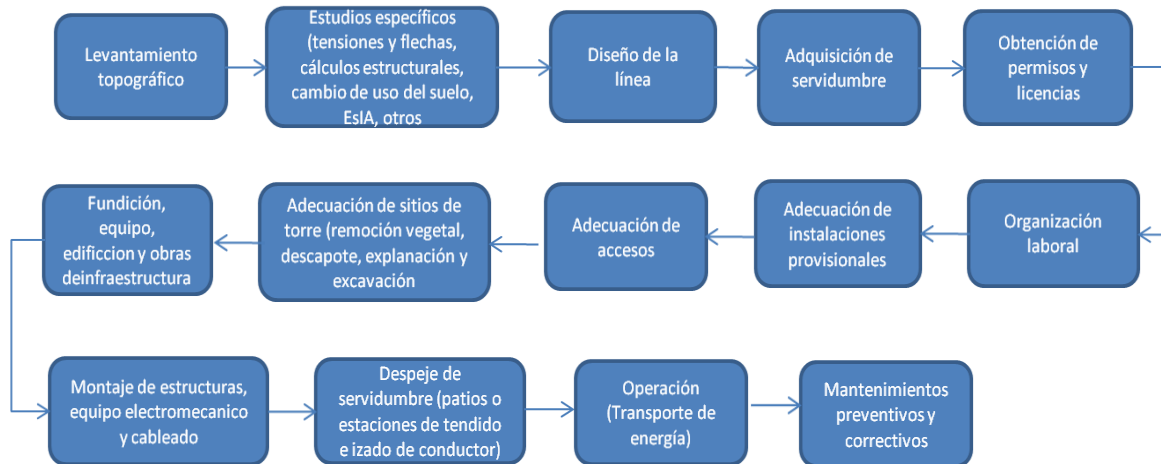 Levantamiento
topográfico
Estudios específicos
(tensiones y flechas,
cálculos estructurales,
cambio de uso del suelo,
EsIA, otros
Diseño de la
línea
Adquisición de
servidumbre
Obtención de
permisos y
licencias
Organización
laboral
Adecuación de
instalaciones
provisionales
Adecuación de
accesos
Adecuación de sitios de
torre (remoción vegetal,
descapote, explanación y
excavación
Fundición,
equipo,
edificcion y obras
deinfraestructura
Montaje de estructuras,
equipo electromecanico
y cableado
Despeje de
servidumbre (patios o
estaciones de tendido
e izado de conductor)
Operación
(Transporte de
energía)
Mantenimientos
preventivos y
correctivos